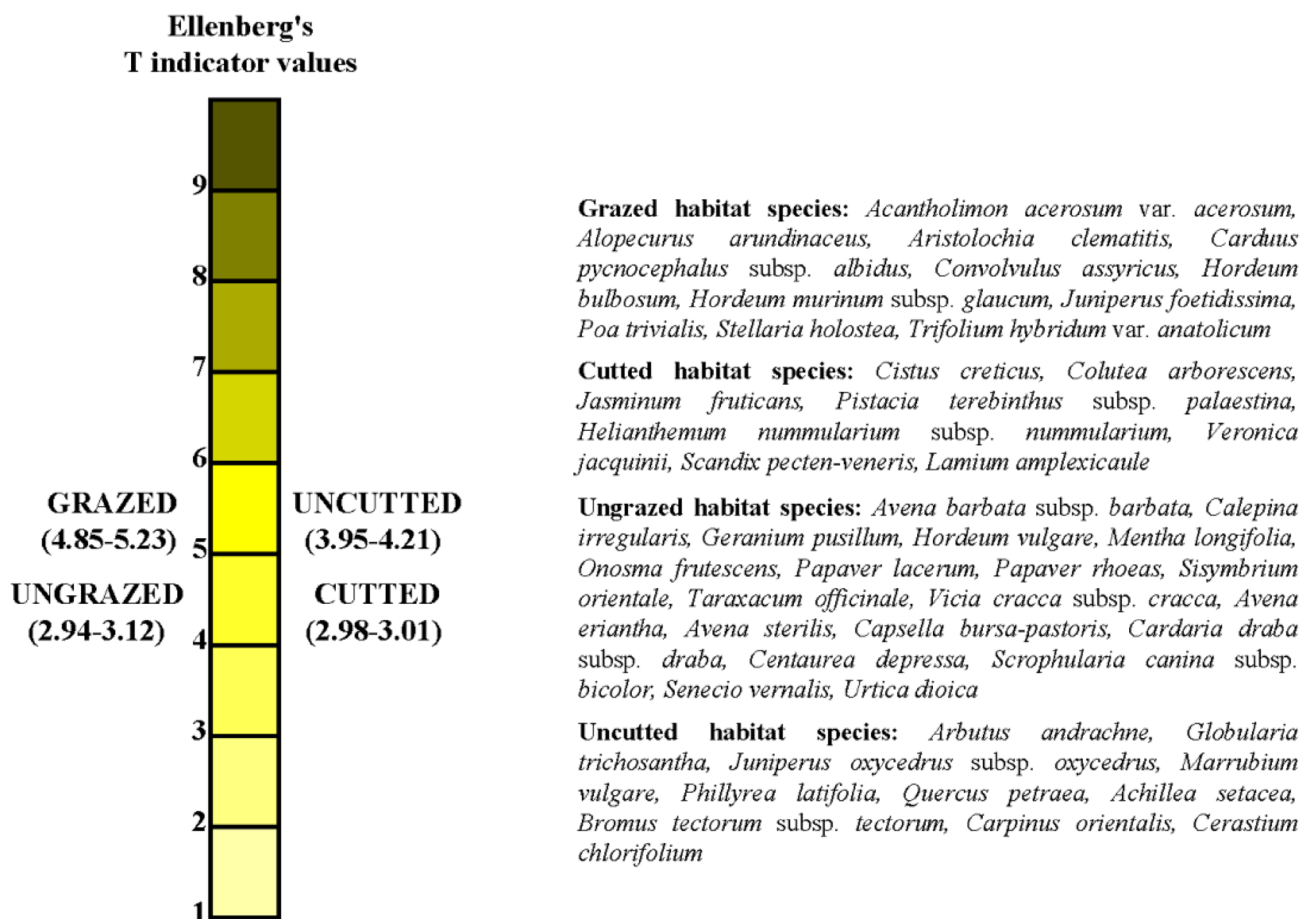 Ellenberg's
T indicator values
9
8
7
6
5
4
3
2
1
GRAZED
(4.85-5.23)
UNCUTTED
(3.95-4.21)
UNGRAZED
(2.94-3.12)
CUTTED
(2.98-3.01)
Grazed habitat species: Acantholimon acerosum var. acerosum,
Alopecurus arundinaceus, Aristolochia clematitis, Carduus
pycnocephalus subsp. albidus, Convolvulus assyricus, Hordeum
bulbosum, Hordeum murinum subsp. glaucum, Juniperus foetidissima,
Poa trivialis, Stellaria holostea, Trifolium hybridum var. anatolicum
Cutted habitat species: Cistus creticus, Colutea arborescens,
Jasminum fruticans, Pistacia terebinthus subsp. palaestina,
Helianthemum nummularium subsp. nummularium, Veronica
jacquinii, Scandix pecten-veneris, Lamium amplexicaule
Ungrazed habitat species: Avena barbata subsp. barbata, Calepina
irregularis, Geranium pusillum, Hordeum vulgare, Mentha longifolia,
Onosma frutescens, Papaver lacerum, Papaver rhoeas, Sisymbrium
orientale, Taraxacum officinale, Vicia cracca subsp. cracca, Avena
eriantha, Avena sterilis, Capsella bursa-pastoris, Cardaria draba
subsp. draba, Centaurea depressa, Scrophularia canina subsp.
bicolor, Senecio vernalis, Urtica dioica
Uncutted habitat species: Arbutus andrachne, Globularia
trichosantha, Juniperus oxycedrus subsp. oxycedrus, Marrubium
vulgare, Phillyrea latifolia, Quercus petraea, Achillea setacea,
Bromus tectorum subsp. tectorum, Carpinus orientalis, Cerastium
chlorifolium